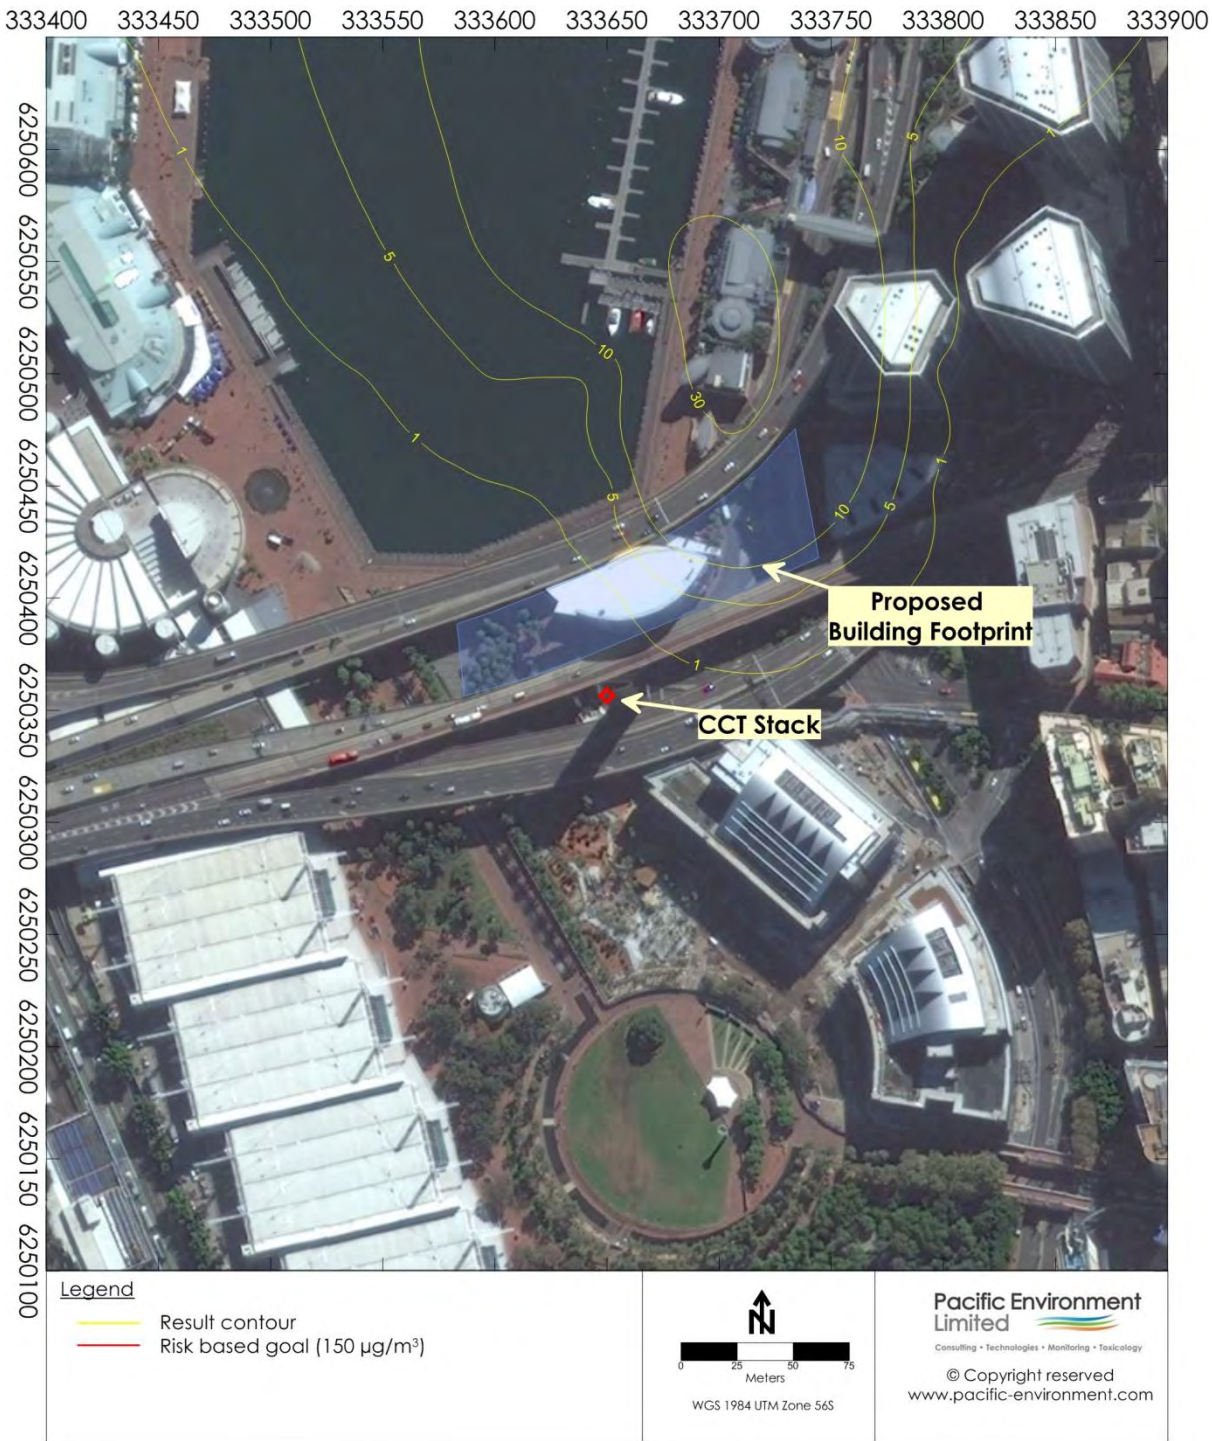 333400 333450 333500 333550 333600 333650 333700 333750 333800 333850 333900
6250600
6250550
6250500
6250450
6250400
6250350
6250300
6250250
6250200
6250150
6250100
1
5
10
10
5
1
5
10
30
1
5
10
5
1
1
Proposed
Building Footprint
CCT Stack
Legend
Result contour
Risk based goal (150 µg/m³)
N
0 25 50 75
Meters
WGS 1984 UTM Zone 56S
Pacific Environment
Limited
Consulting • Technologies • Monitoring • Toxicology
© Copyright reserved
www.pacific-environment.com